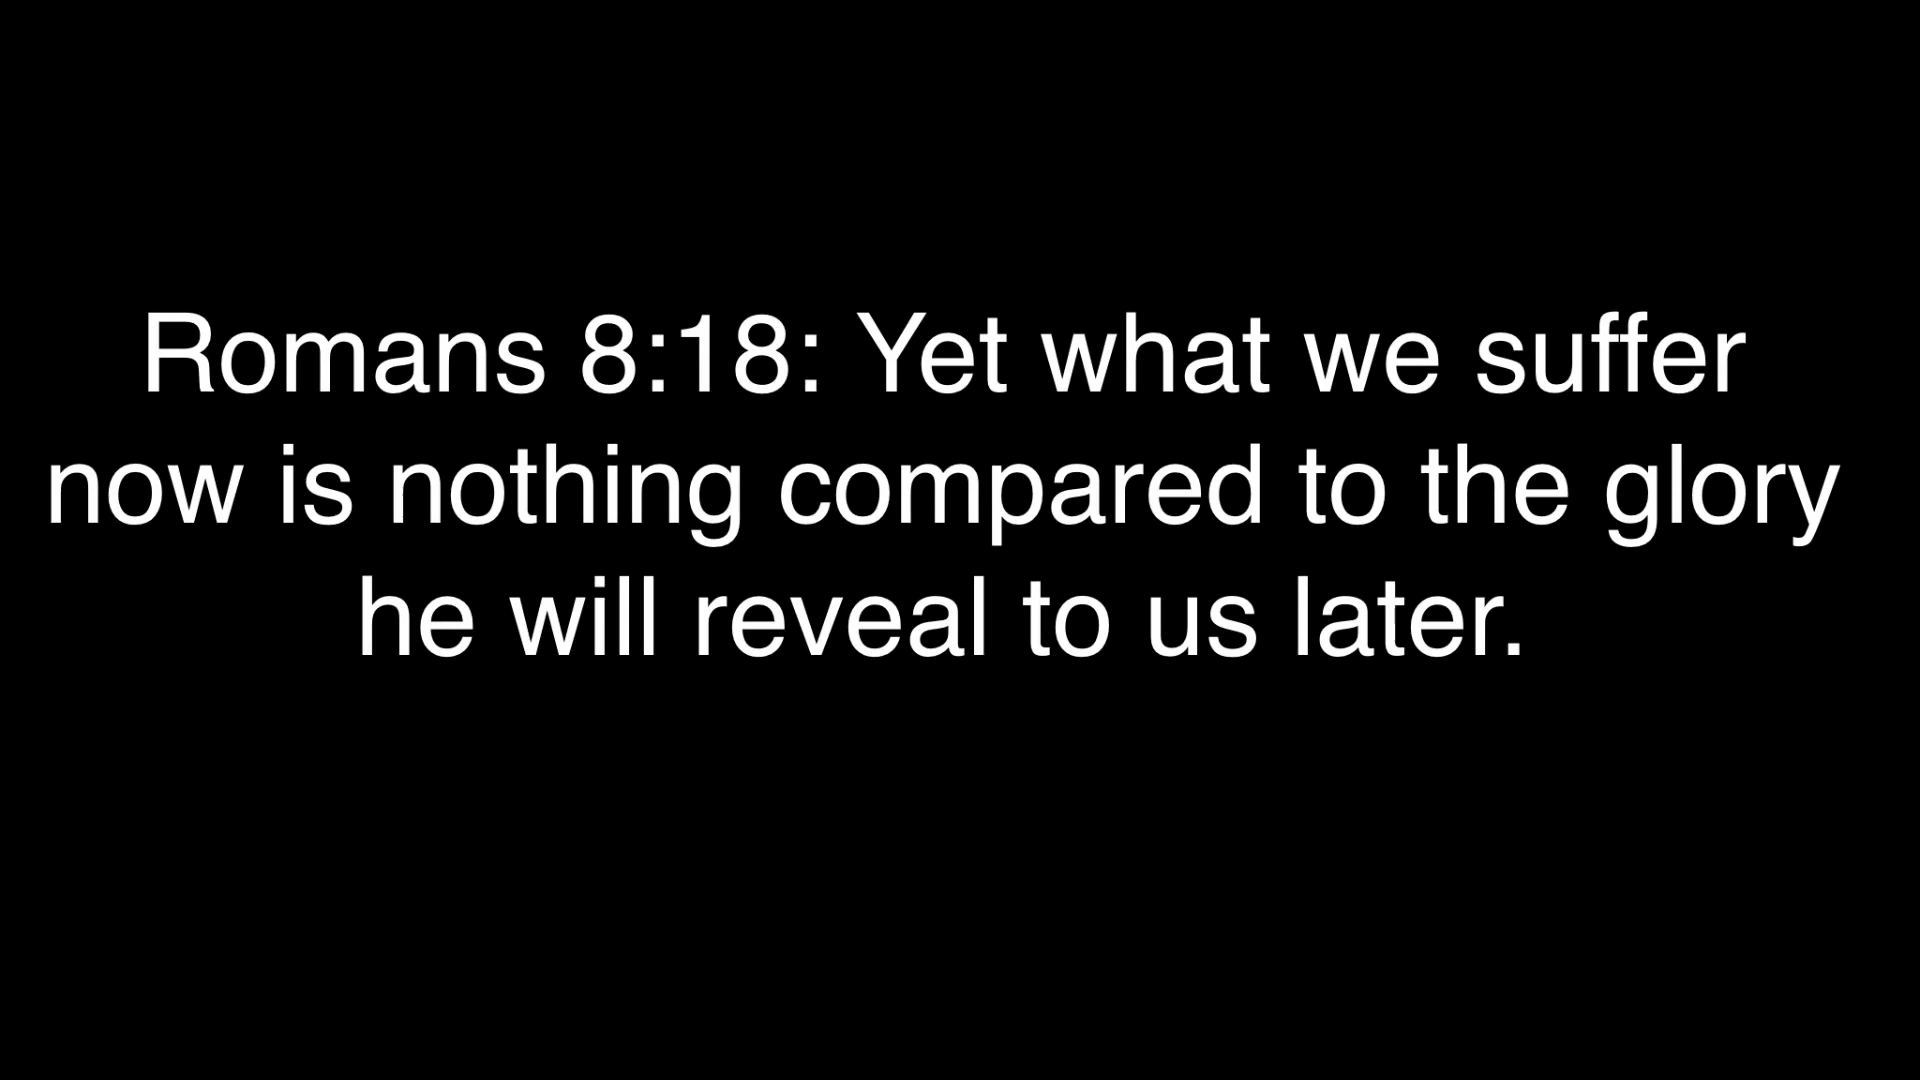 Romans 8:18: Yet what we suffer
now is nothing compared to the glory
he will reveal to us later.